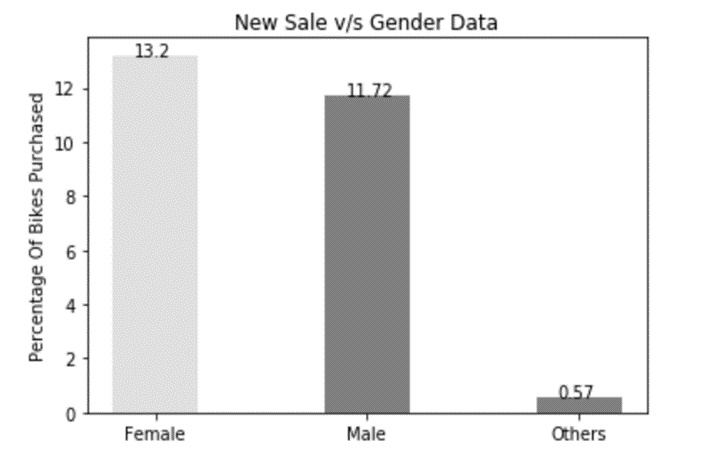 New Sale v/s Gender Data
Percentage Of Bikes Purchased
12
10
8
6
4
2
0
13.2
11.72
0.57
Female
Male
Others